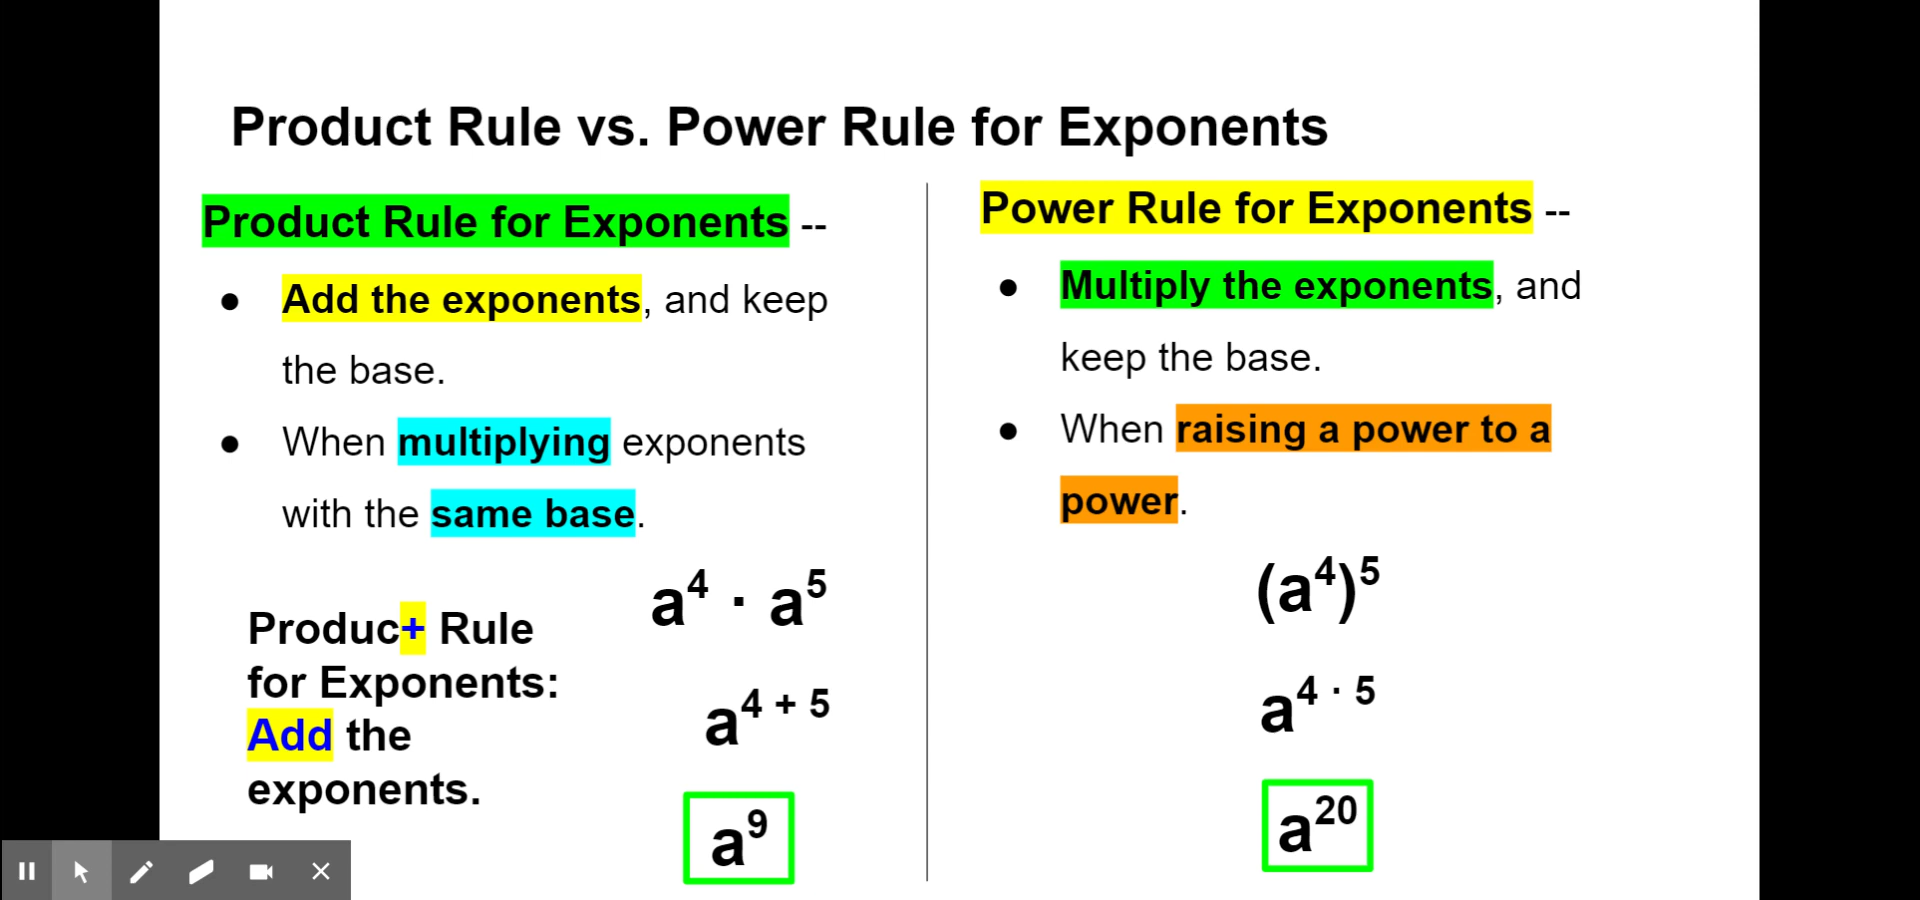 Product Rule vs. Power Rule for Exponents
Product Rule for Exponents --
● Add the exponents, and keep
the base.
● When multiplying exponents
with the same base.
Produc+ Rule
for Exponents:
Add the
exponents.
a⁴ · a⁵
a⁴ ⁺ ⁵
a⁹
Power Rule for Exponents --
● Multiply the exponents, and
keep the base.
● When raising a power to a
power.
(a⁴)⁵
a⁴ ˙ ⁵
a²⁰